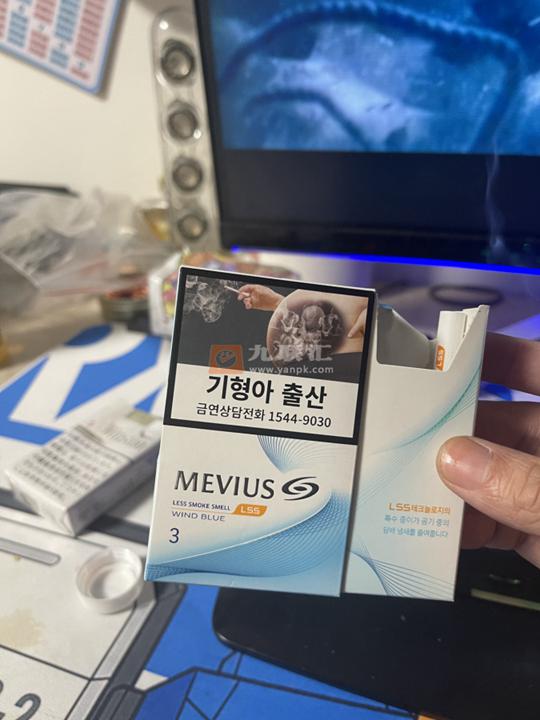 九联汇
www.yanpk.com
기형아 출산
금연상담전화 1544-9030
MEVIUS
LESS SMOKE SMELL LSS
WIND BLUE
3
LSS
LSS테크놀로지의
특수 종이가 공기 중의
담배 냄새를 줄여줍니다